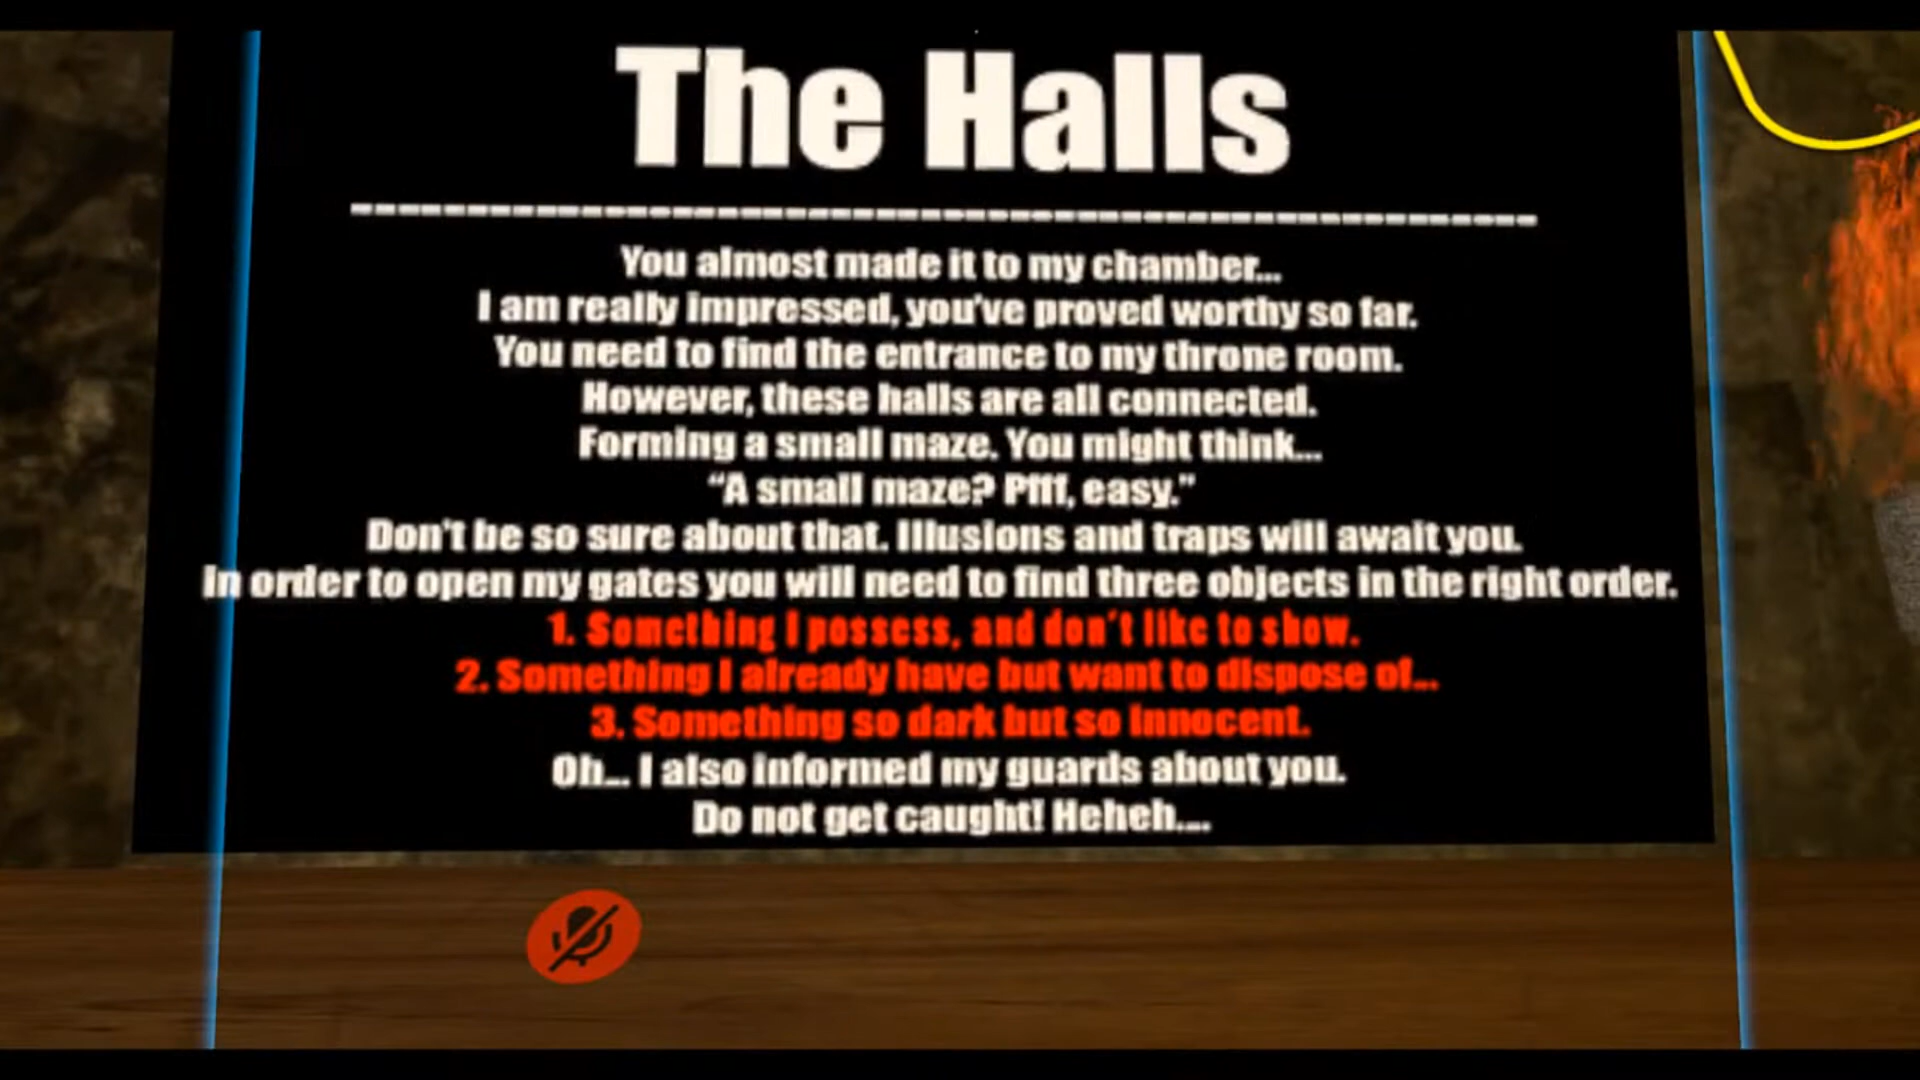 The Halls
You almost made it to my chamber...
I am really impressed, you've proved worthy so far.
You need to find the entrance to my throne room.
However, these halls are all connected.
Forming a small maze. You might think...
“A small maze? Pfff, easy.”
Don't be so sure about that. Illusions and traps will await you.
In order to open my gates you will need to find three objects in the right order.
1. Something I possess, and don't like to show.
2. Something I already have but want to dispose of...
3. Something so dark but so innocent.
Oh... I also informed my guards about you.
Do not get caught! Heheh....